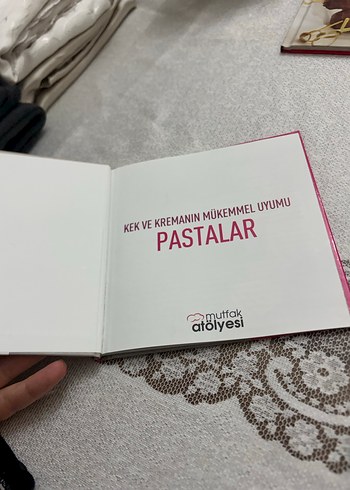 KEK VE KREMANIN MÜKEMMEL UYUMU
PASTALAR
mutfak
atölyesi